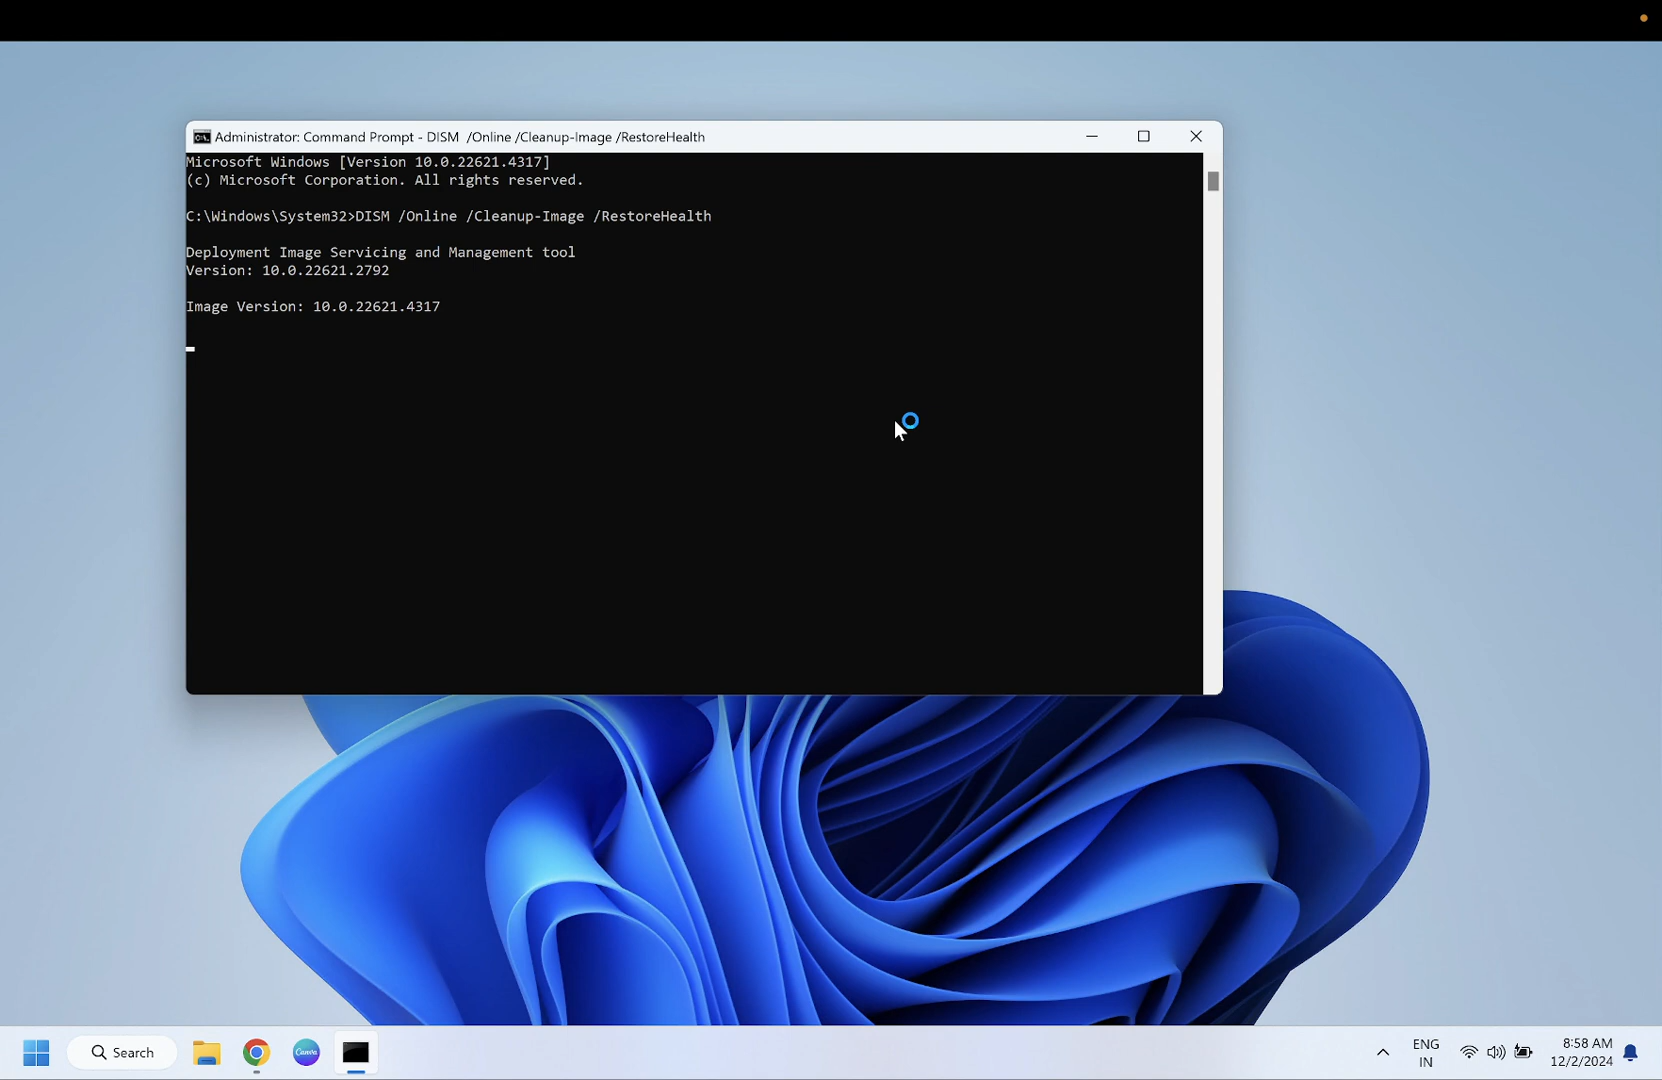 Administrator: Command Prompt - DISM  /Online /Cleanup-Image /RestoreHealth
Microsoft Windows [Version 10.0.22621.4317]
(c) Microsoft Corporation. All rights reserved.
C:\Windows\System32>DISM /Online /Cleanup-Image /RestoreHealth
Deployment Image Servicing and Management tool
Version: 10.0.22621.2792
Image Version: 10.0.22621.4317
Search
Canva
ENG
IN
8:58 AM
12/2/2024